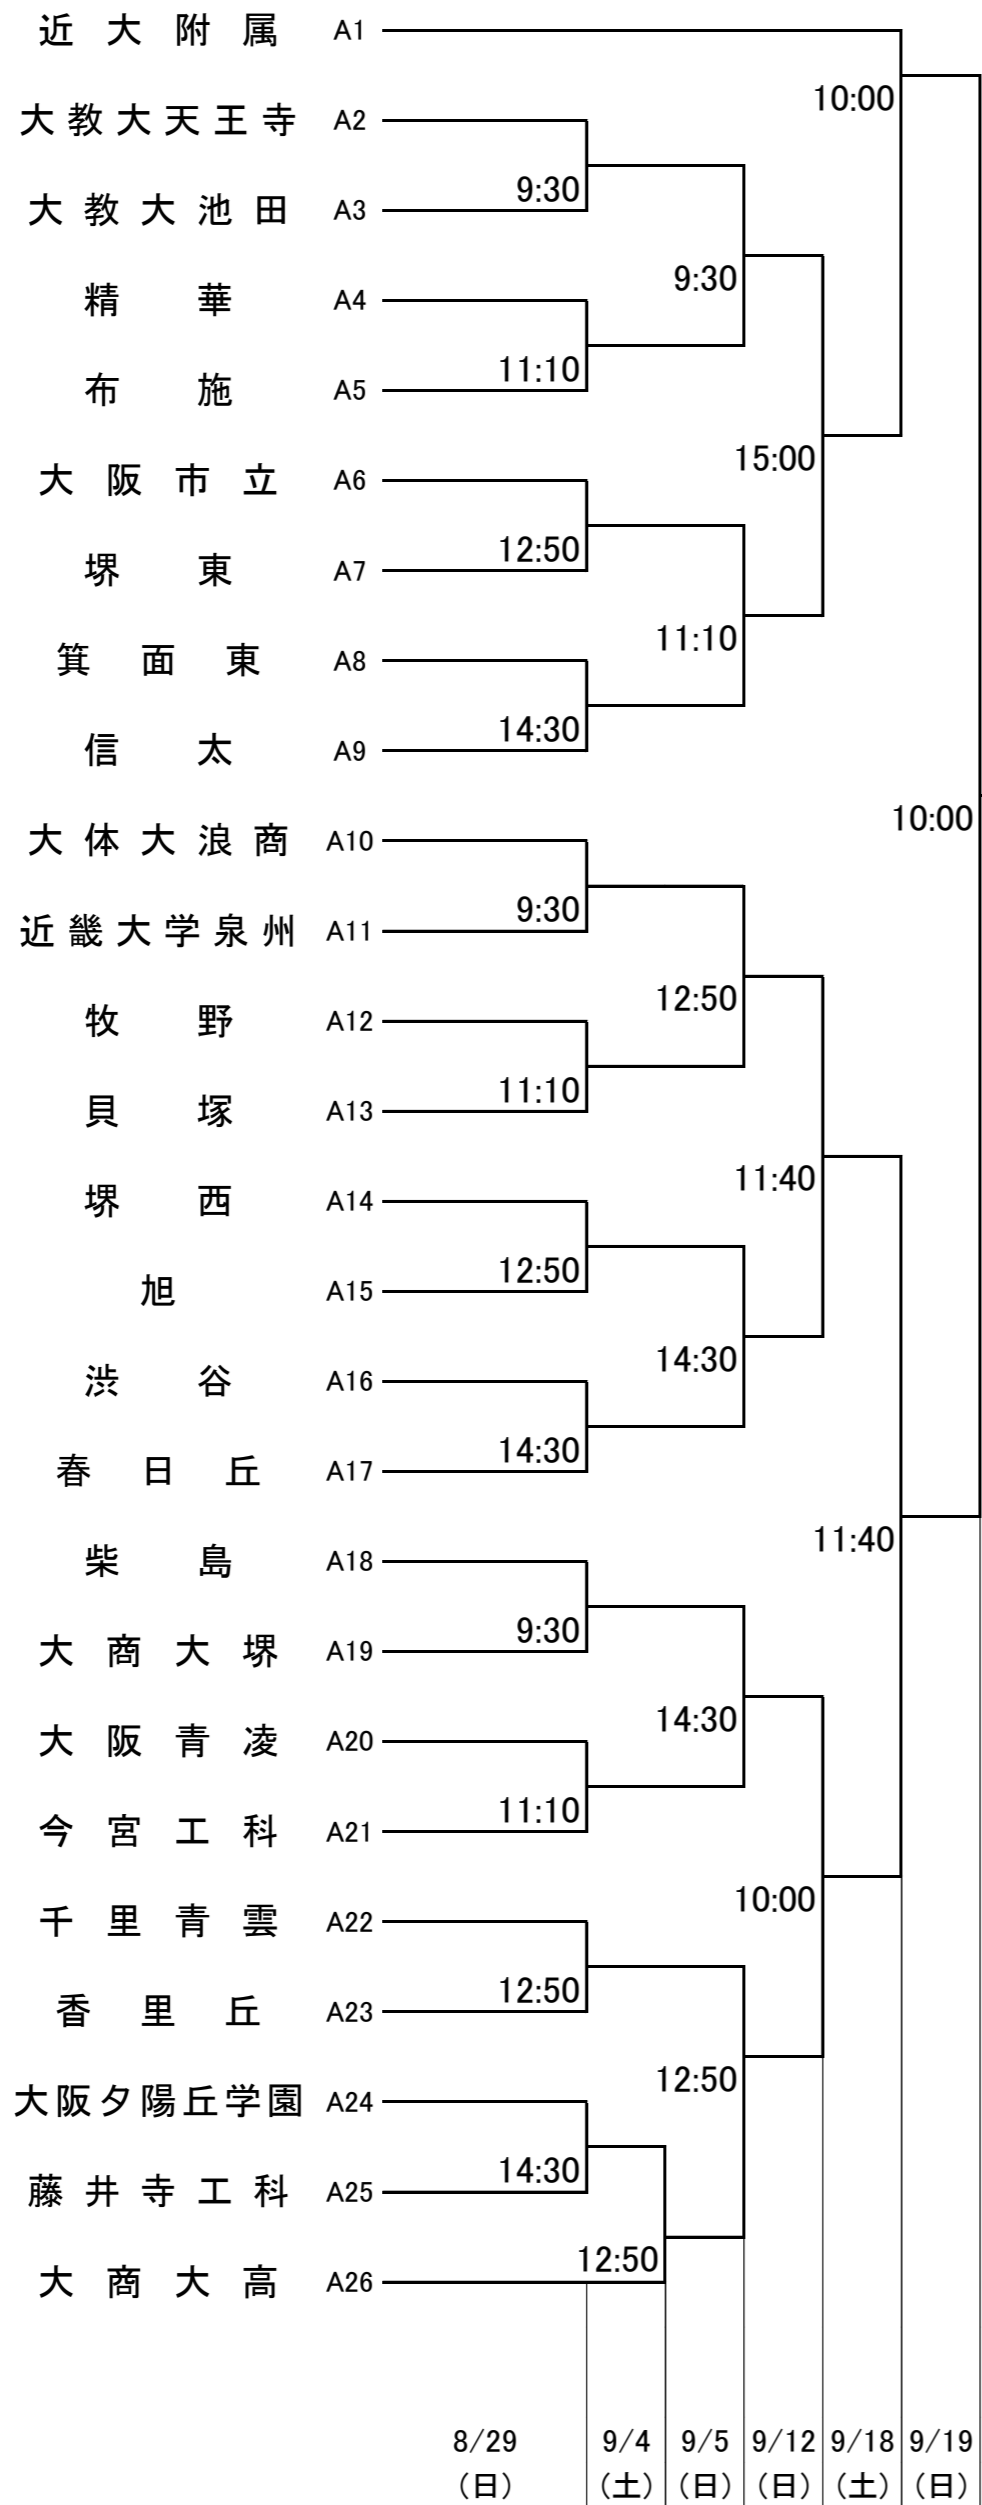 近大附属 A1
10:00
大教大天王寺 A2
9:30
大教大池田 A3
9:30
精華 A4
11:10
布施 A5
15:00
大阪市立 A6
12:50
堺東 A7
11:10
箕面東 A8
14:30
信太 A9
10:00
大体大浪商 A10
9:30
近畿大学泉州 A11
12:50
牧野 A12
11:10
貝塚 A13
11:40
堺西 A14
12:50
旭 A15
14:30
渋谷 A16
14:30
春日丘 A17
11:40
柴島 A18
9:30
大商大堺 A19
14:30
大阪青凌 A20
11:10
今宮工科 A21
10:00
千里青雲 A22
12:50
香里丘 A23
12:50
大阪夕陽丘学園 A24
14:30
藤井寺工科 A25
12:50
大商大高 A26
8/29 9/4 9/5 9/12 9/18 9/19
（日） （土） （日） （日） （土） （日）